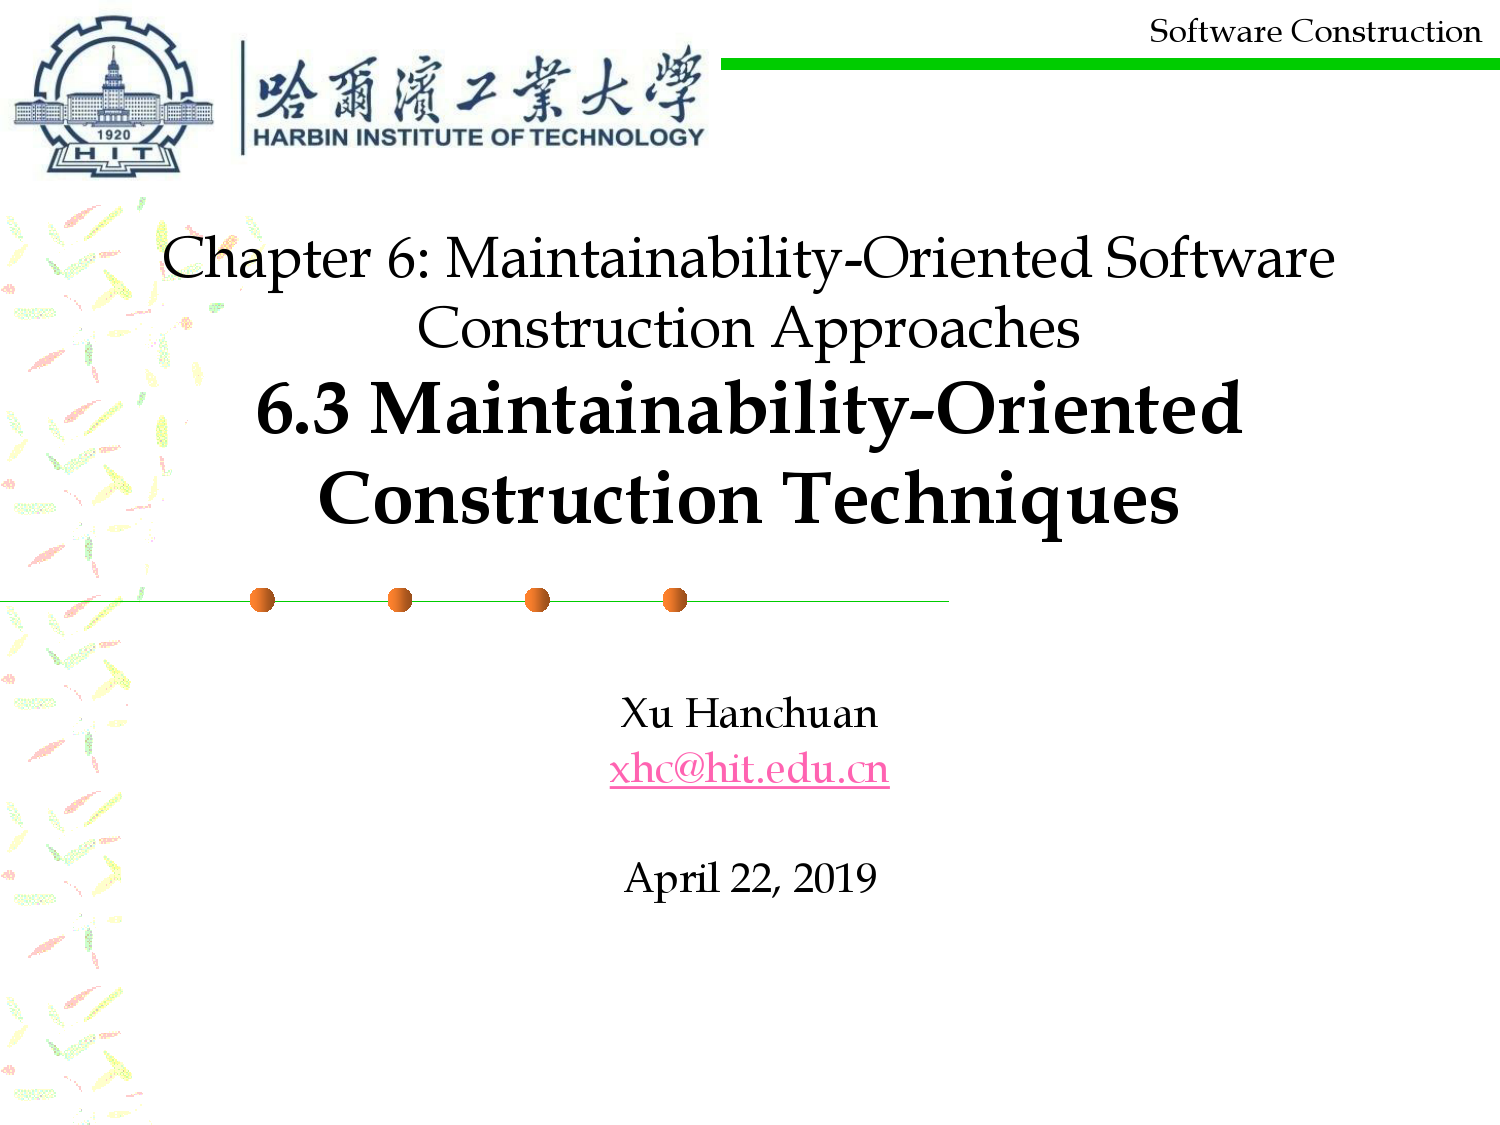 Software Construction
哈爾濱工業大學
HARBIN INSTITUTE OF TECHNOLOGY
1920
HIT
Chapter 6: Maintainability-Oriented Software
Construction Approaches
6.3 Maintainability-Oriented
Construction Techniques
Xu Hanchuan
xhc@hit.edu.cn
April 22, 2019